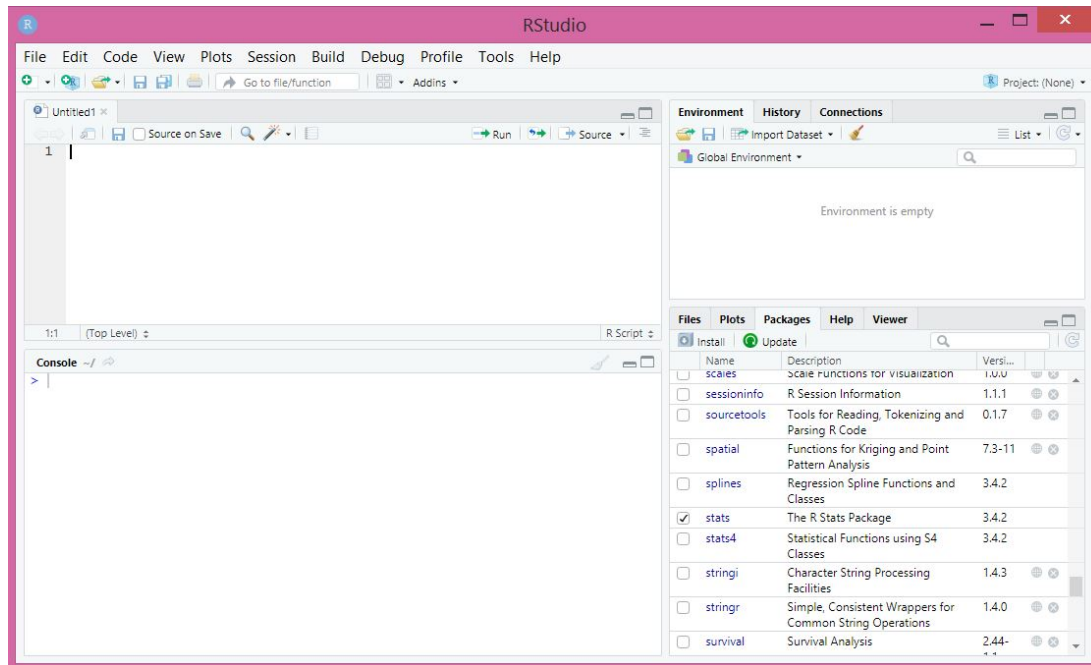 RStudio
File Edit Code View Plots Session Build Debug Profile Tools Help
Go to file/function Addins Project: (None)
Untitled1
Source on Save Run Source
1
1:1 (Top Level) R Script
Console ~/
>
Environment History Connections
Import Dataset List
Global Environment
Environment is empty
Files Plots Packages Help Viewer
Install Update
Name Description Versi...
scales Scale Functions for Visualization 1.0.0
sessioninfo R Session Information 1.1.1
sourcetools Tools for Reading, Tokenizing and 0.1.7
Parsing R Code
spatial Functions for Kriging and Point 7.3-11
Pattern Analysis
splines Regression Spline Functions and 3.4.2
Classes
stats The R Stats Package 3.4.2
stats4 Statistical Functions using S4 3.4.2
Classes
stringi Character String Processing 1.4.3
Facilities
stringr Simple, Consistent Wrappers for 1.4.0
Common String Operations
survival Survival Analysis 2.44-